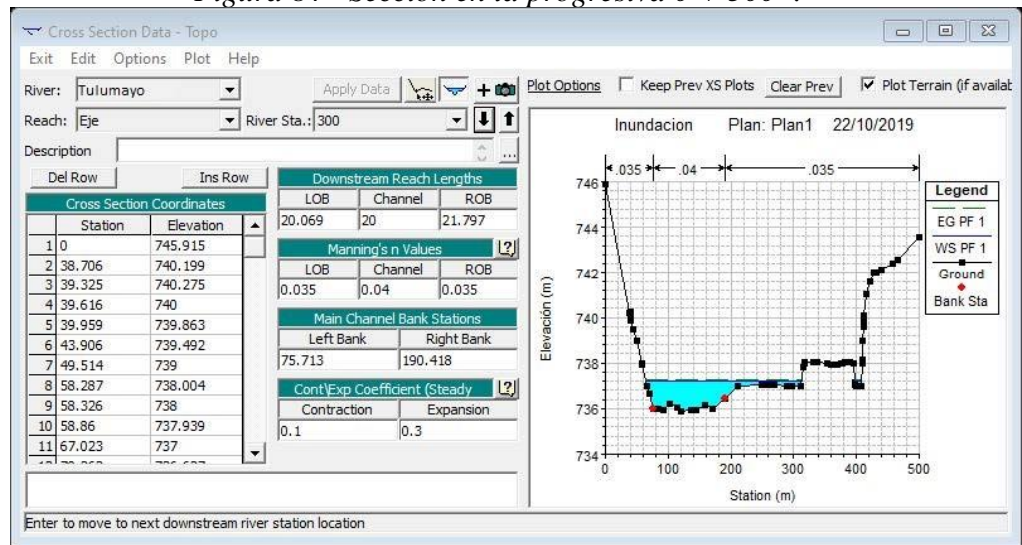 Cross Section Data - Topo
Exit Edit Options Plot Help
River: Tulumayo Apply Data
Reach: Eje River Sta.: 300
Description ...
Del Row Ins Row
Cross Section Coordinates
Station Elevation
1 0 745.915
2 38.706 740.199
3 39.325 740.275
4 39.616 740
5 39.959 739.863
6 43.906 739.492
7 49.514 739
8 58.287 738.004
9 58.326 738
10 58.86 737.939
11 67.023 737
Downstream Reach Lengths
LOB Channel ROB
20.069 20 21.797
Manning's n Values
LOB Channel ROB
0.035 0.04 0.035
Main Channel Bank Stations
Left Bank Right Bank
75.713 190.418
Cont\Exp Coefficient (Steady
Contraction Expansion
0.1 0.3
Plot Options Keep Prev XS Plots Clear Prev Plot Terrain (if availab
Inundacion Plan: Plan1 22/10/2019
.035 .04 .035
746
744
742
740
738
736
734
Elevación (m)
0 100 200 300 400 500
Station (m)
Legend
EG PF 1
WS PF 1
Ground
Bank Sta
Enter to move to next downstream river station location